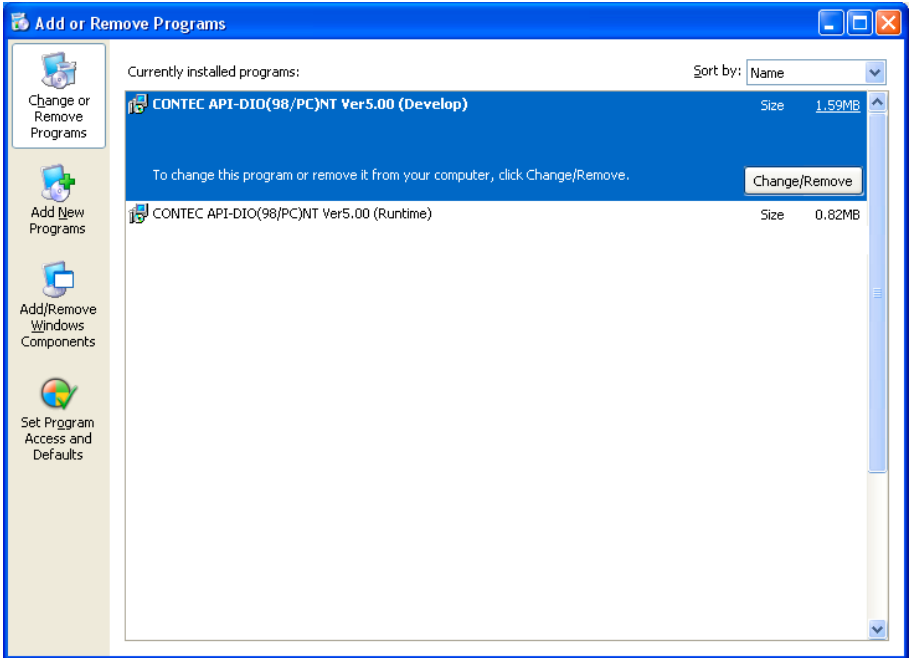 Add or Remove Programs
Change or
Remove
Programs
Add New
Programs
Add/Remove
Windows
Components
Set Program
Access and
Defaults
Currently installed programs:
Sort by: Name
CONTEC API-DIO(98/PC)NT Ver5.00 (Develop) Size 1.59MB
To change this program or remove it from your computer, click Change/Remove. Change/Remove
CONTEC API-DIO(98/PC)NT Ver5.00 (Runtime) Size 0.82MB